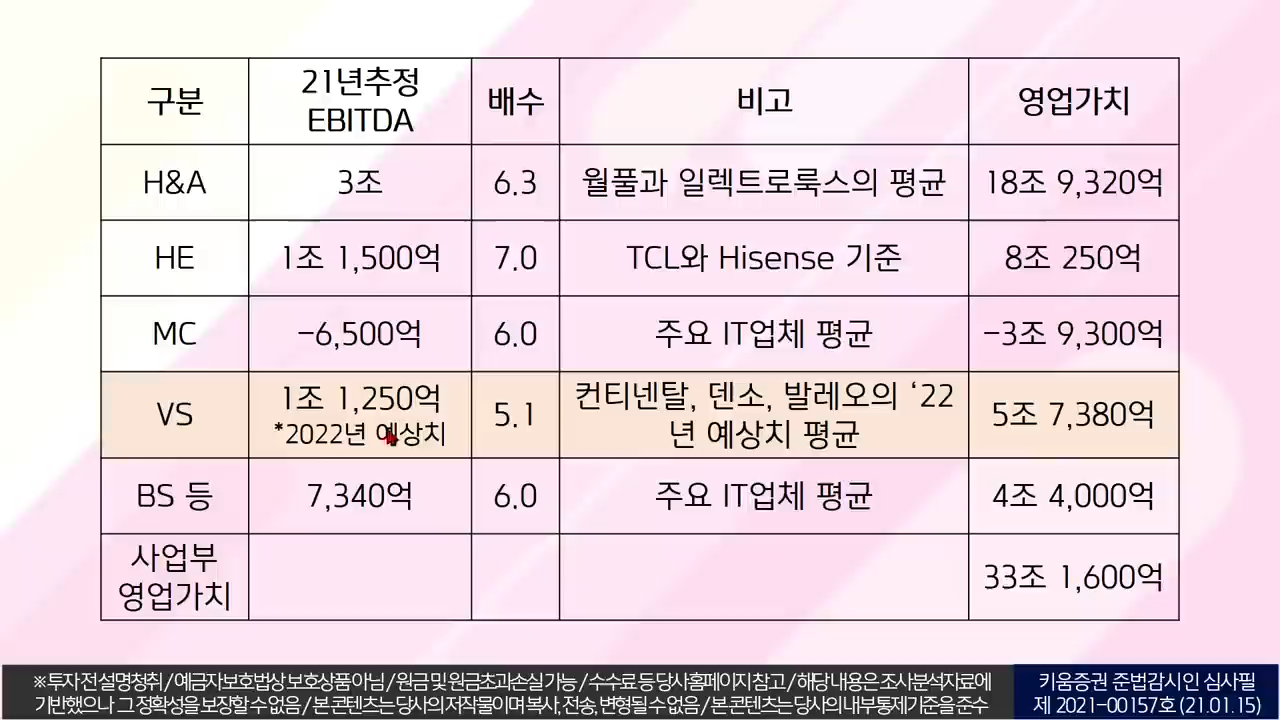 구분 21년추정 EBITDA 배수 비고 영업가치
H&A 3조 6.3 월풀과 일렉트로룩스의 평균 18조 9,320억
HE 1조 1,500억 7.0 TCL와 Hisense 기준 8조 250억
MC -6,500억 6.0 주요 IT업체 평균 -3조 9,300억
VS 1조 1,250억 *2022년 예상치 5.1 컨티넨탈, 덴소, 발레오의 ‘22년 예상치 평균 5조 7,380억
BS 등 7,340억 6.0 주요 IT업체 평균 4조 4,000억
사업부 영업가치 33조 1,600억
※투자 전 설명청취 / 예금자보호법상 보호상품 아님 / 원금 및 원금초과손실 가능 / 수수료 등 당사홈페이지 참고 / 해당 내용은 조사분석자료에
기반했으나 그 정확성을 보장할 수 없음 / 본 콘텐츠는 당사의 저작물이며 복사, 전송, 변형될 수 없음 / 본 콘텐츠는 당사의 내부통제기준을 준수
키움증권 준법감시인 심사필
제 2021-00157호 (21.01.15)